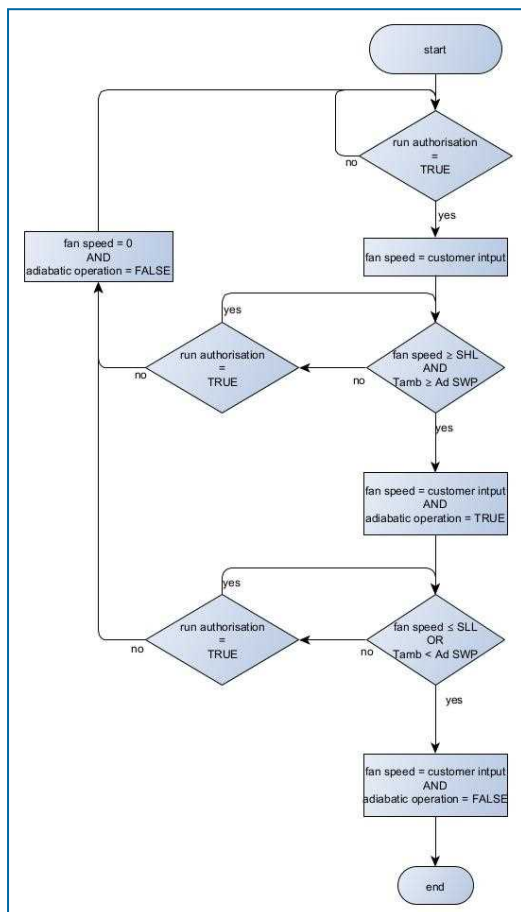 start
run authorisation
=
TRUE
no
yes
fan speed = 0
AND
adiabatic operation = FALSE
fan speed = customer intput
yes
run authorisation
=
TRUE
no
fan speed ≥ SHL
AND
Tamb ≥ Ad SWP
no
yes
fan speed = customer intput
AND
adiabatic operation = TRUE
yes
run authorisation
=
TRUE
no
fan speed ≤ SLL
OR
Tamb < Ad SWP
no
yes
fan speed = customer intput
AND
adiabatic operation = FALSE
end